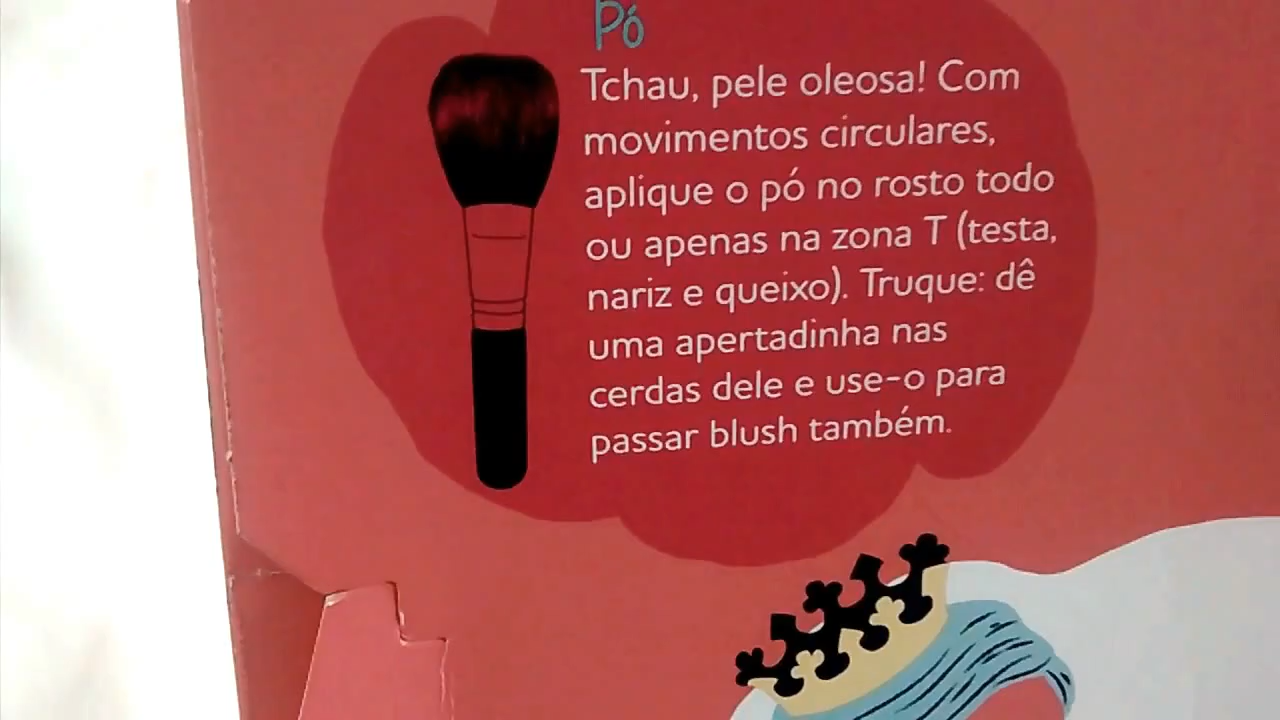 Pó
Tchau, pele oleosa! Com
movimentos circulares,
aplique o pó no rosto todo
ou apenas na zona T (testa,
nariz e queixo). Truque: dê
uma apertadinha nas
cerdas dele e use-o para
passar blush também.